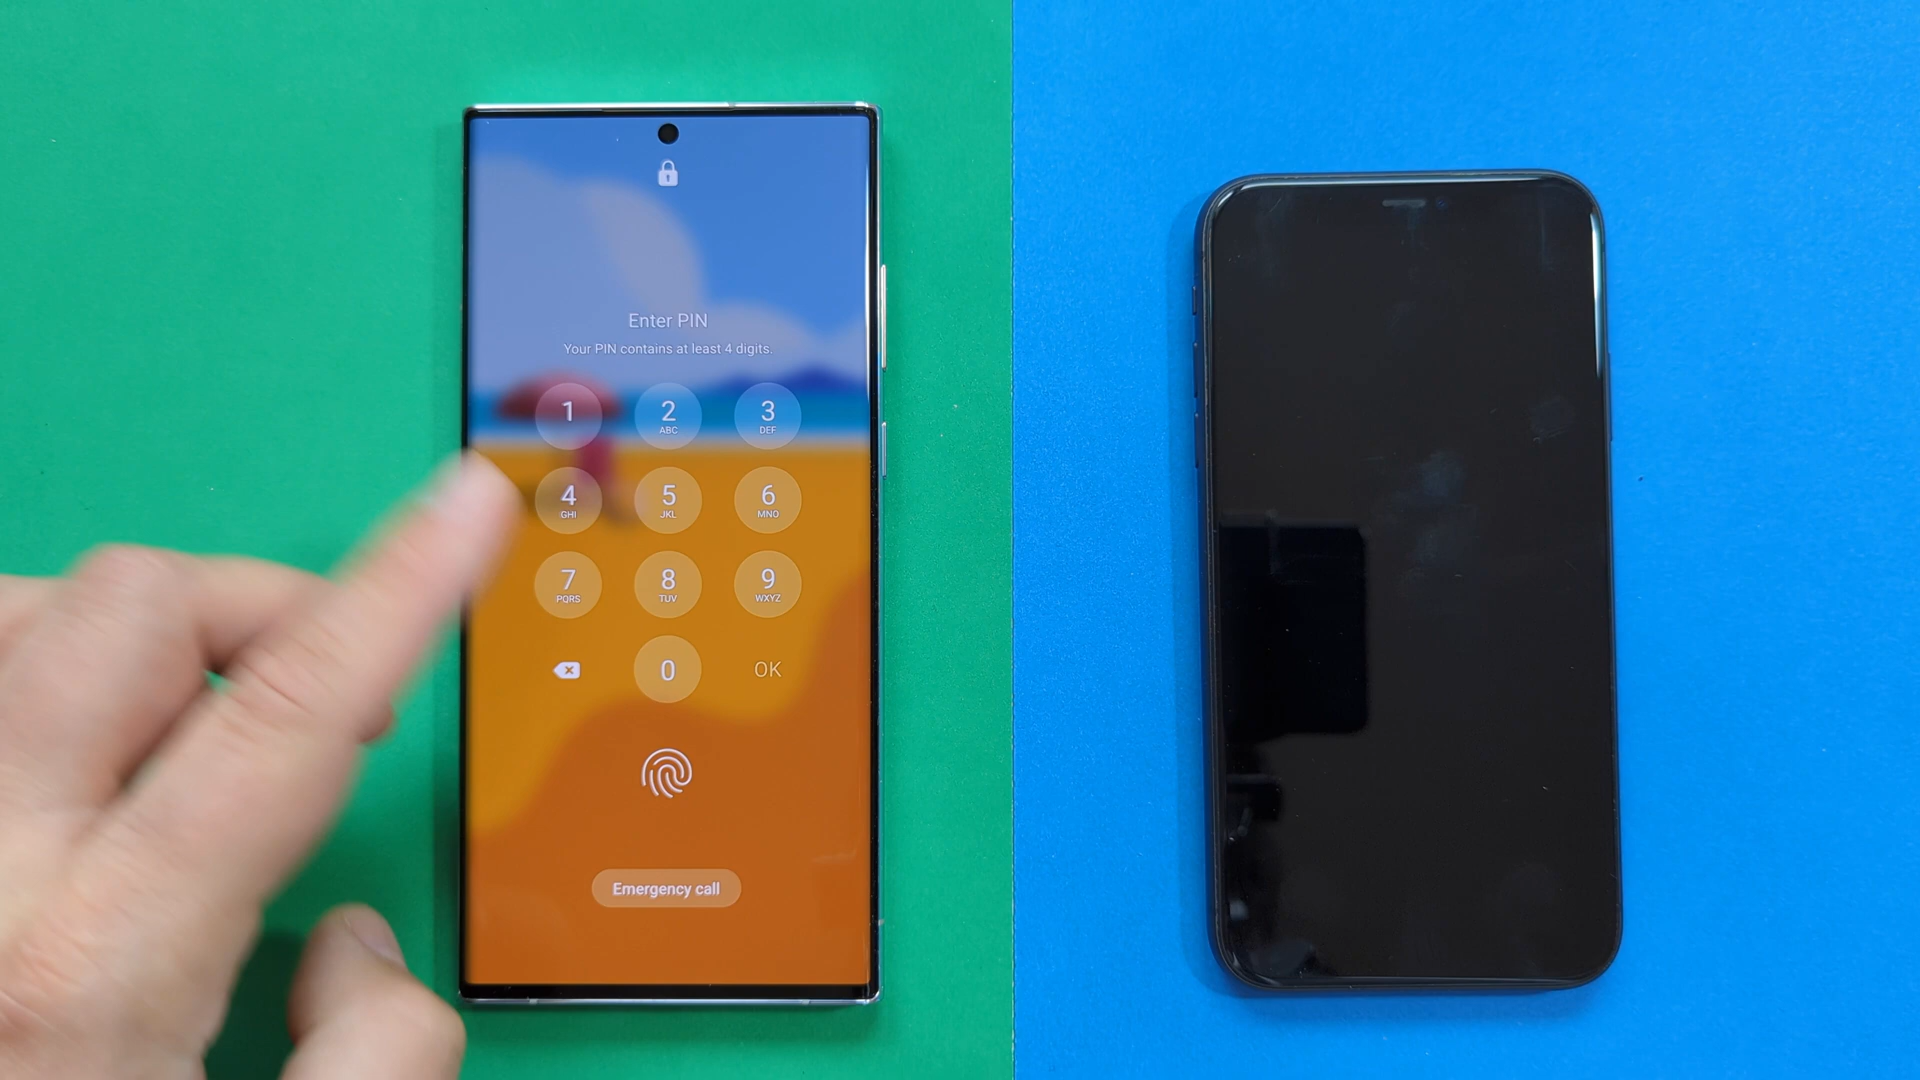 Enter PIN
Your PIN contains at least 4 digits.
1 2 3
ABC DEF
4 5 6
GHI JKL MNO
7 8 9
PQRS TUV WXYZ
0 OK
Emergency call